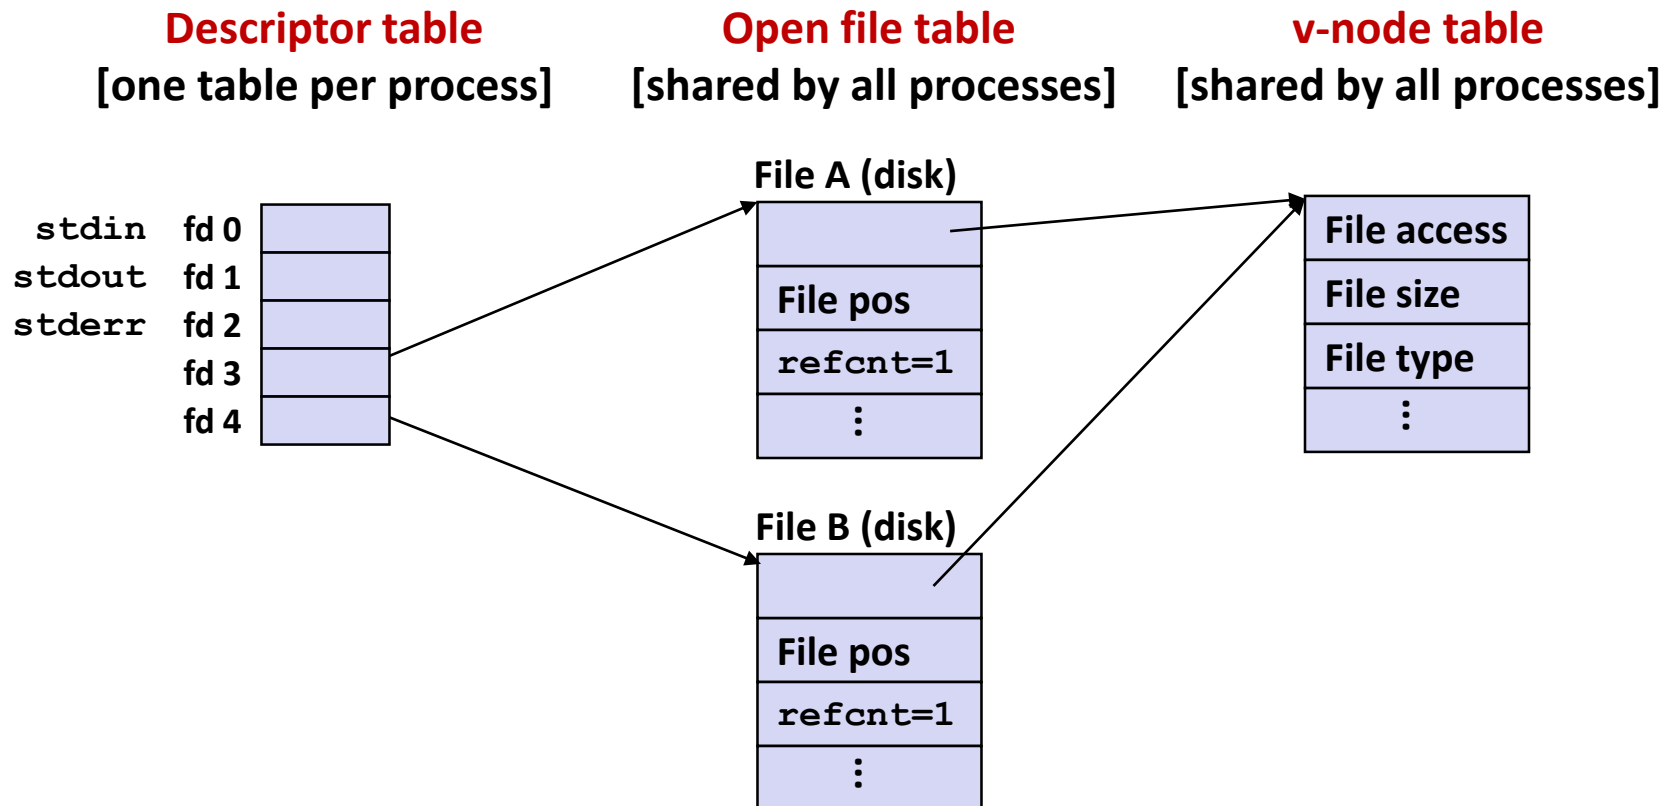 Descriptor table
[one table per process]
Open file table
[shared by all processes]
v-node table
[shared by all processes]
stdin fd 0
stdout fd 1
stderr fd 2
fd 3
fd 4
File A (disk)
File pos
refcnt=1
⋮
File B (disk)
File pos
refcnt=1
⋮
File access
File size
File type
⋮